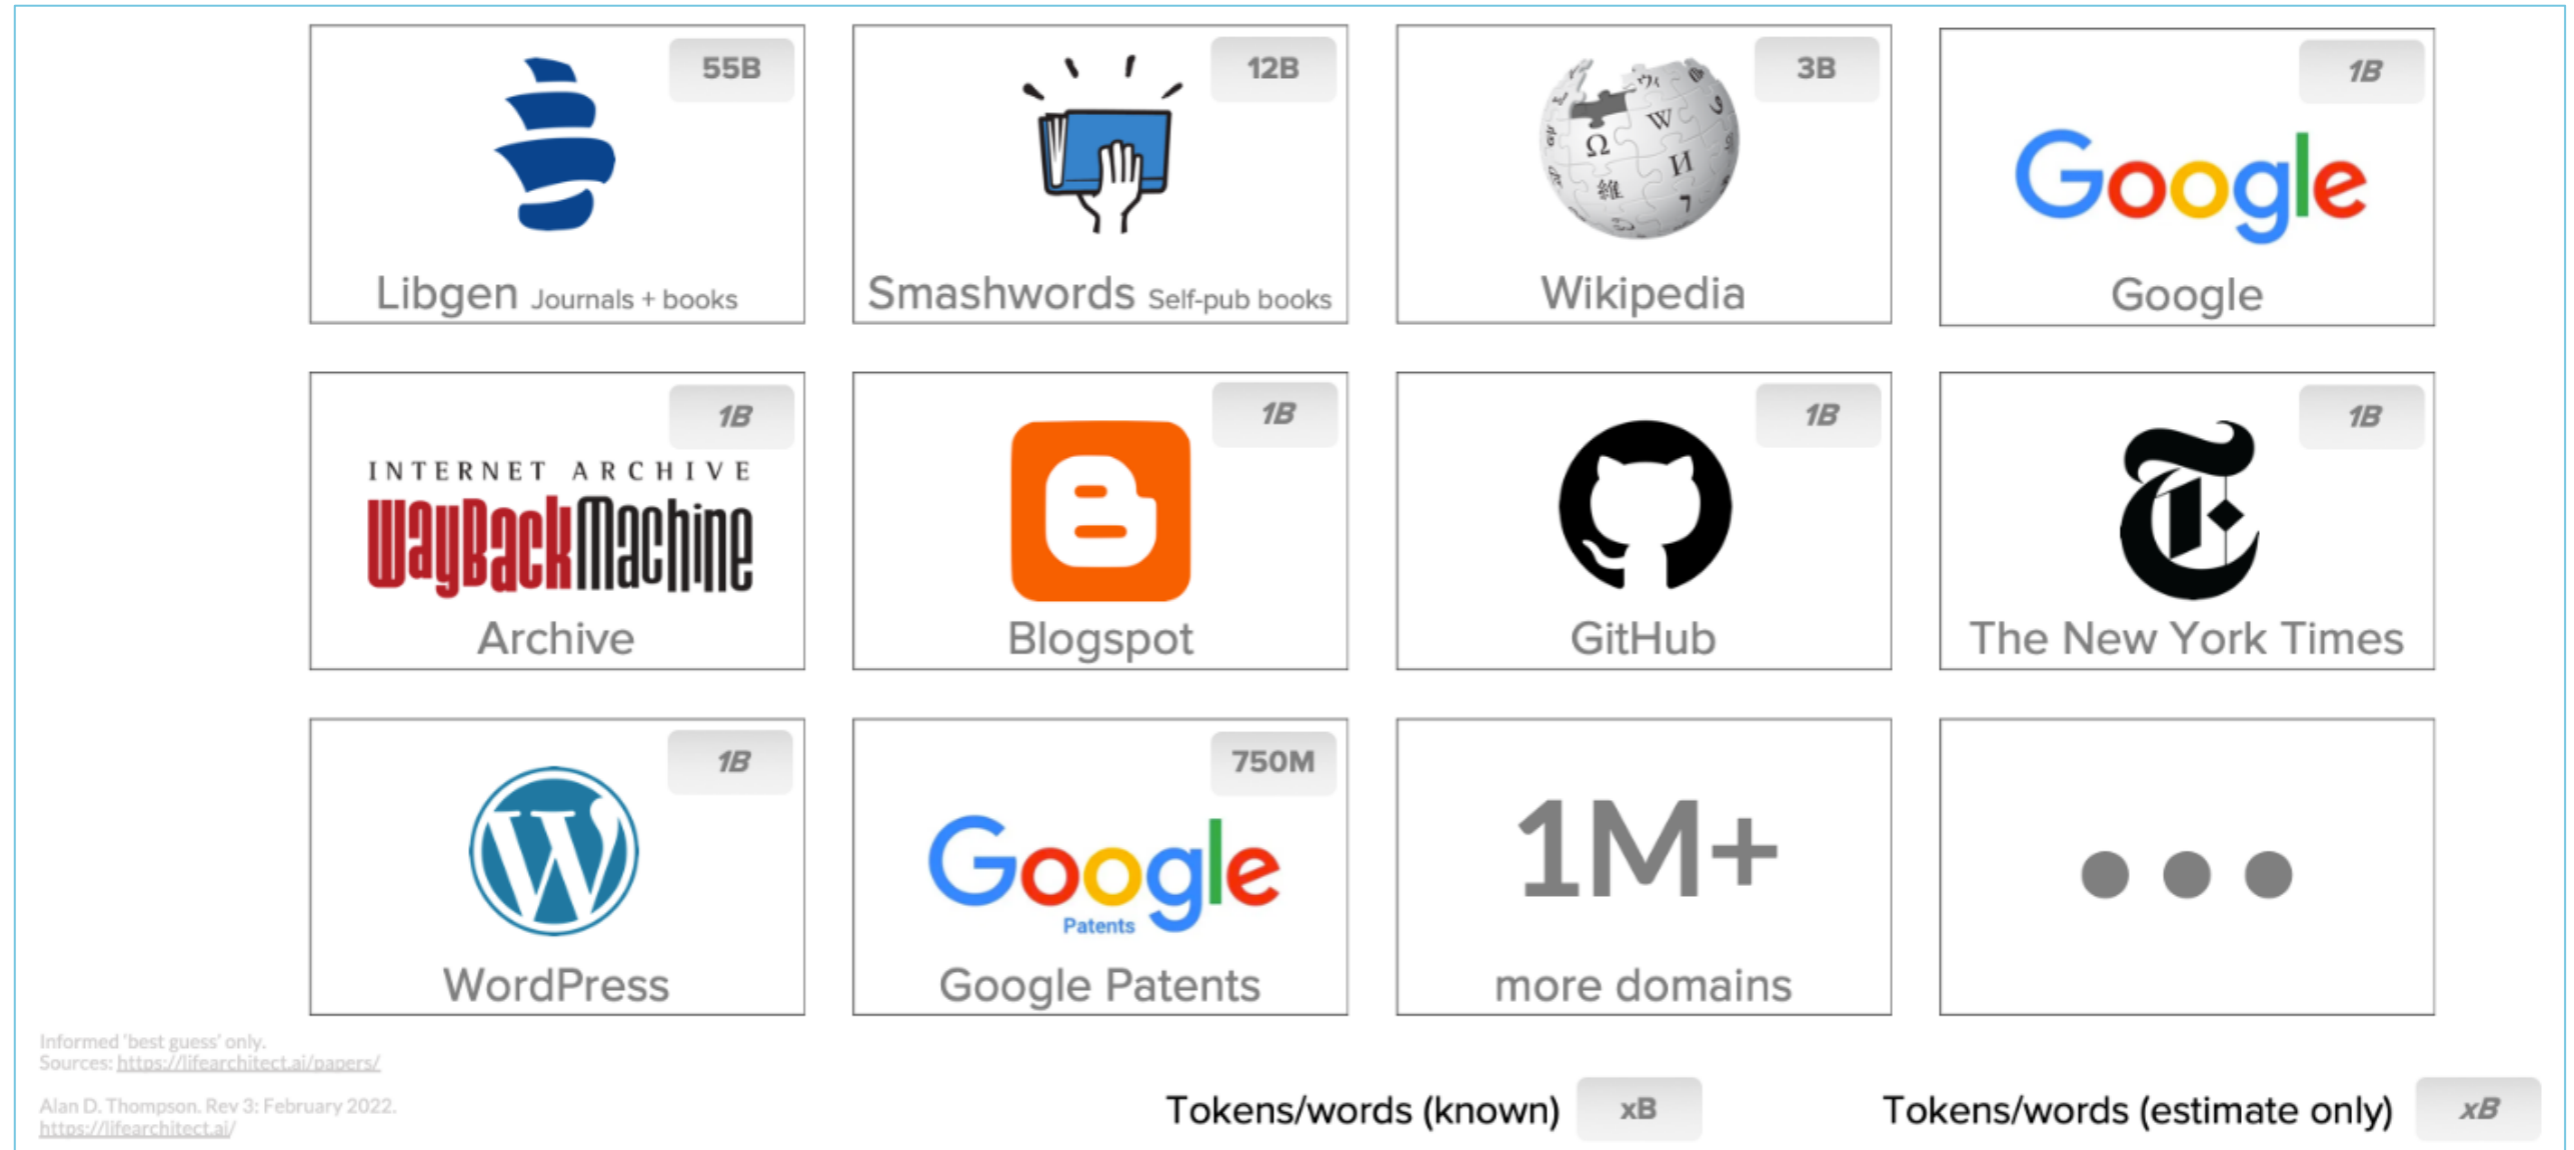 55B
Libgen Journals + books
12B
Smashwords Self-pub books
3B
Ω W И 維 ר
Wikipedia
1B
Google
Google
1B
INTERNET ARCHIVE
WayBackMachine
Archive
1B
B
Blogspot
1B
GitHub
1B
T
The New York Times
1B
W
WordPress
750M
Google
Patents
Google Patents
1M+
more domains
Informed 'best guess' only.
Sources: https://lifearchitect.ai/papers/
Alan D. Thompson. Rev 3: February 2022.
https://lifearchitect.ai/
Tokens/words (known) xB
Tokens/words (estimate only) xB